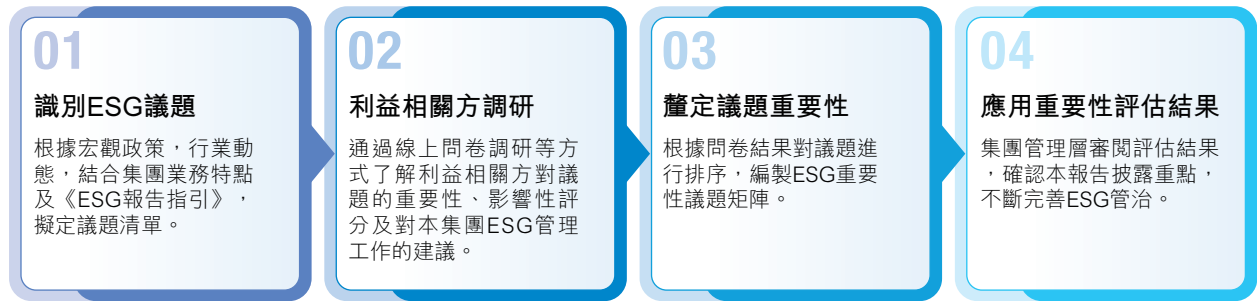 01
識別ESG議題
根據宏觀政策，行業動
態，結合集團業務特點
及《ESG報告指引》，
擬定議題清單。
02
利益相關方調研
通過線上問卷調研等方
式了解利益相關方對議
題的重要性、影響性評
分及對本集團ESG管理
工作的建議。
03
釐定議題重要性
根據問卷結果對議題進
行排序，編製ESG重要
性議題矩陣。
04
應用重要性評估結果
集團管理層審閱評估結果
，確認本報告披露重點，
不斷完善ESG管治。